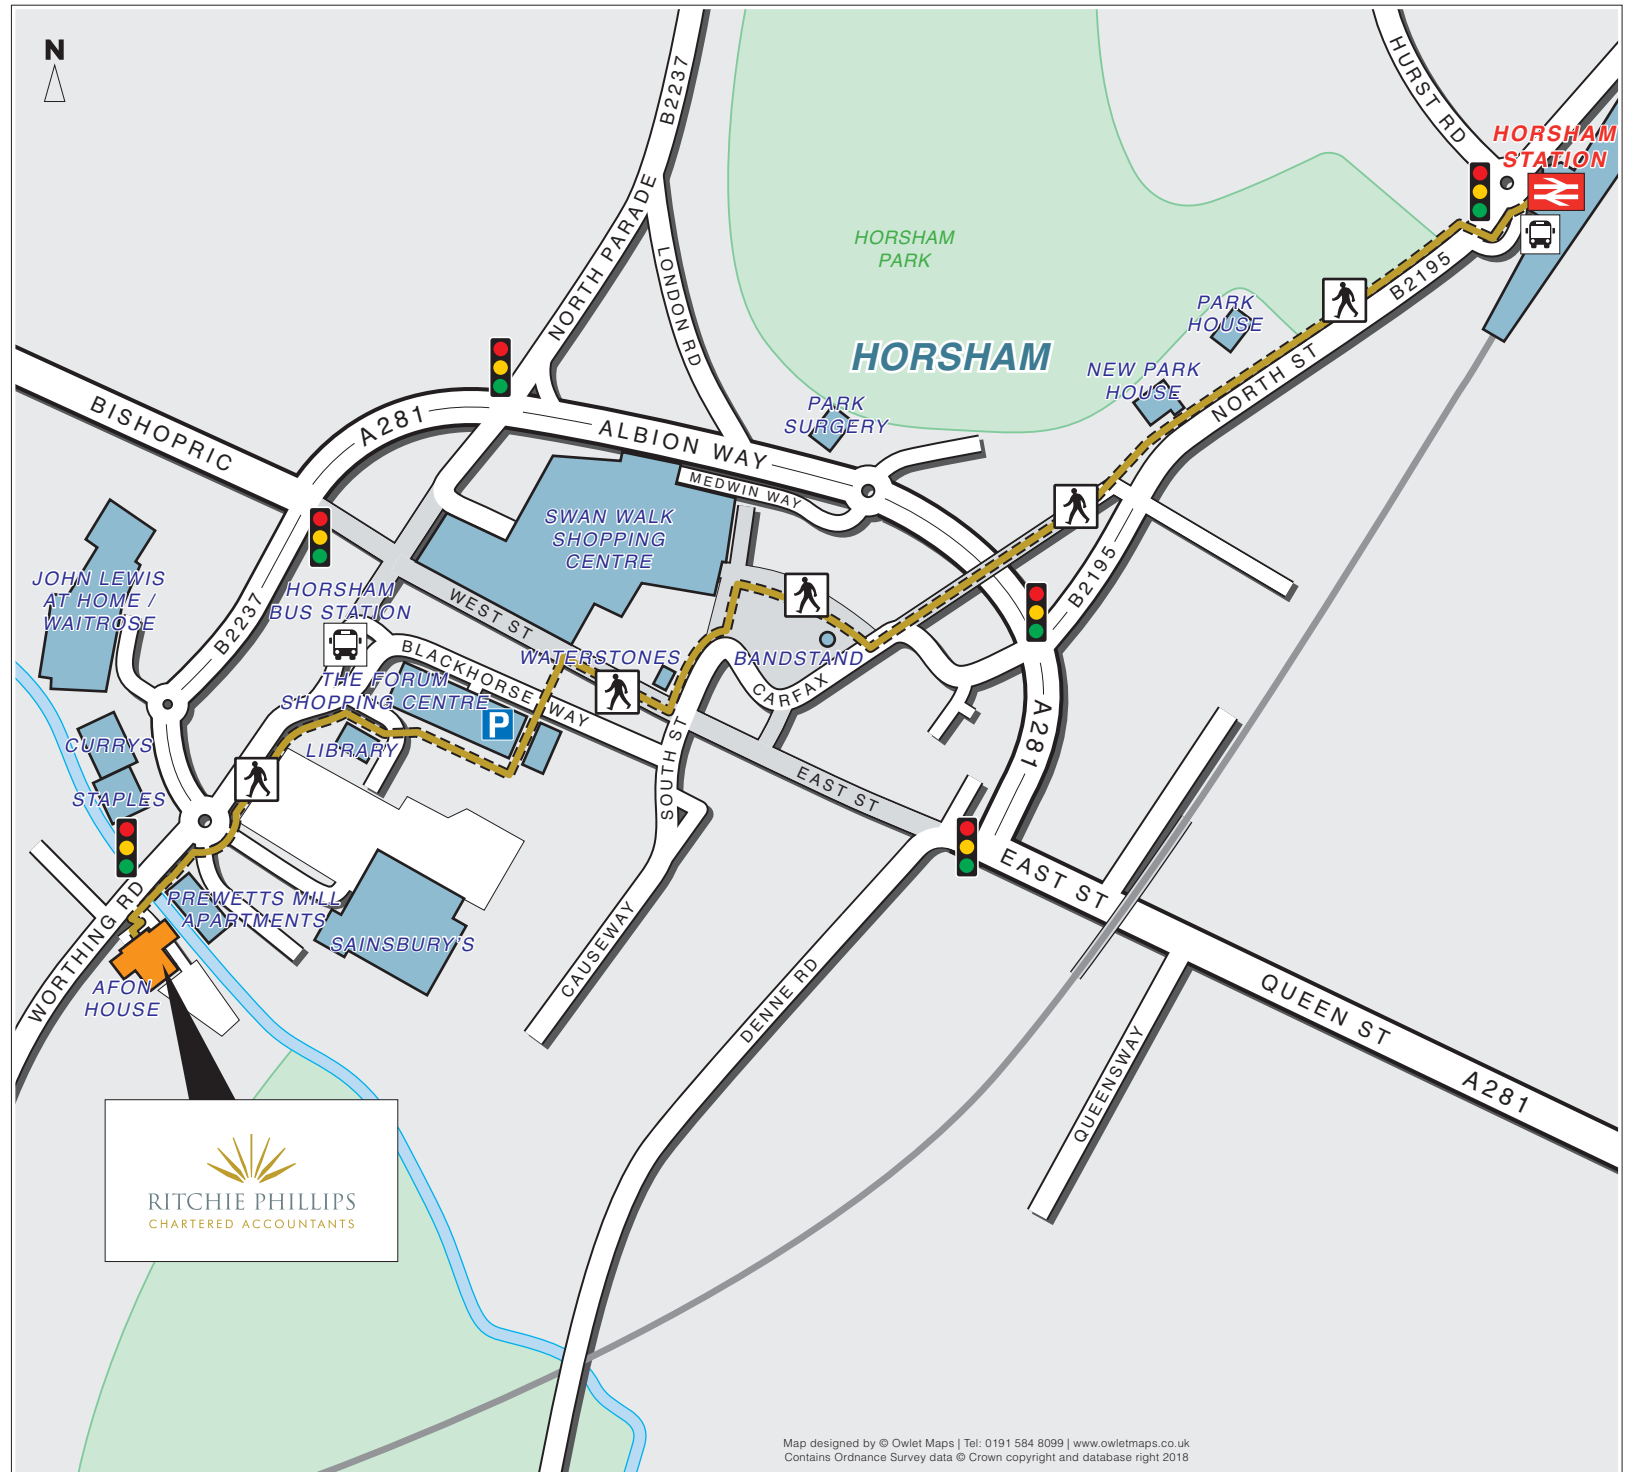 N
B2237
HURST RD
HORSHAM
STATION
NORTH PARADE
LONDON RD
HORSHAM
PARK
B2195
PARK
HOUSE
HORSHAM
NEW PARK
HOUSE
NORTH ST
BISHOPRIC
A281
ALBION WAY
PARK
SURGERY
MEDWIN WAY
SWAN WALK
SHOPPING
CENTRE
JOHN LEWIS
AT HOME /
WAITROSE
B2237
HORSHAM
BUS STATION
WEST ST
B2195
WATERSTONES
BANDSTAND
BLACKHORSE WAY
THE FORUM
SHOPPING CENTRE
CARFAX
P
CURRYS
LIBRARY
SOUTH ST
A281
STAPLES
EAST ST
EAST ST
WORTHING RD
PREWETTS MILL
APARTMENTS
SAINSBURY'S
CAUSEWAY
DENNE RD
AFON
HOUSE
QUEEN ST
QUEENSWAY
A281
RITCHIE PHILLIPS
CHARTERED ACCOUNTANTS
Map designed by © Owlet Maps | Tel: 0191 584 8099 | www.owletmaps.co.uk
Contains Ordnance Survey data © Crown copyright and database right 2018